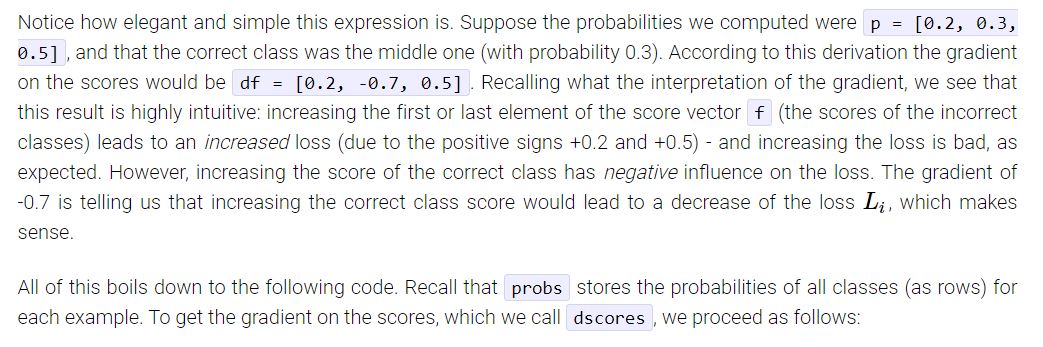 Notice how elegant and simple this expression is. Suppose the probabilities we computed were p = [0.2, 0.3,
0.5] , and that the correct class was the middle one (with probability 0.3). According to this derivation the gradient
on the scores would be df = [0.2, -0.7, 0.5] . Recalling what the interpretation of the gradient, we see that
this result is highly intuitive: increasing the first or last element of the score vector f (the scores of the incorrect
classes) leads to an increased loss (due to the positive signs +0.2 and +0.5) - and increasing the loss is bad, as
expected. However, increasing the score of the correct class has negative influence on the loss. The gradient of
-0.7 is telling us that increasing the correct class score would lead to a decrease of the loss Lᵢ, which makes
sense.
All of this boils down to the following code. Recall that probs stores the probabilities of all classes (as rows) for
each example. To get the gradient on the scores, which we call dscores , we proceed as follows: